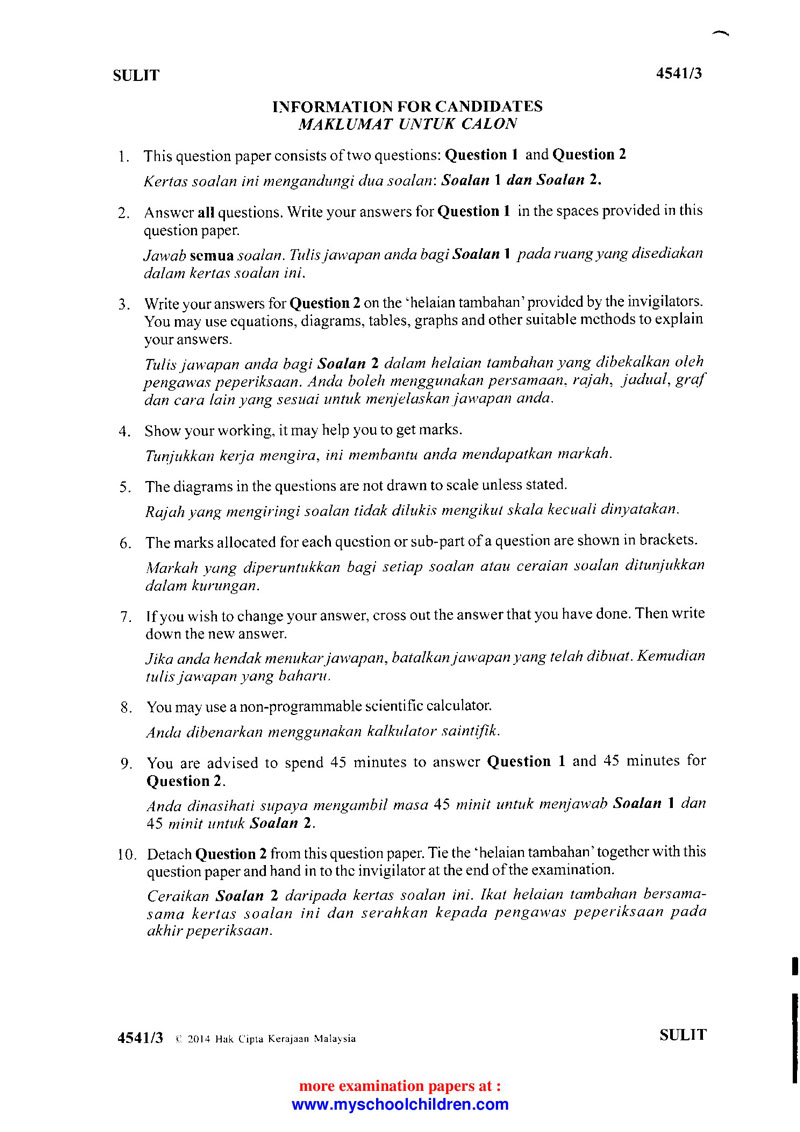 SULIT 4541/3
INFORMATION FOR CANDIDATES
MAKLUMAT UNTUK CALON
1. This question paper consists of two questions: Question 1 and Question 2
Kertas soalan ini mengandungi dua soalan: Soalan 1 dan Soalan 2.
2. Answer all questions. Write your answers for Question 1 in the spaces provided in this
question paper.
Jawab semua soalan. Tulis jawapan anda bagi Soalan 1 pada ruang yang disediakan
dalam kertas soalan ini.
3. Write your answers for Question 2 on the 'helaian tambahan' provided by the invigilators.
You may use equations, diagrams, tables, graphs and other suitable methods to explain
your answers.
Tulis jawapan anda bagi Soalan 2 dalam helaian tambahan yang dibekalkan oleh
pengawas peperiksaan. Anda boleh menggunakan persamaan, rajah, jadual, graf
dan cara lain yang sesuai untuk menjelaskan jawapan anda.
4. Show your working, it may help you to get marks.
Tunjukkan kerja mengira, ini membantu anda mendapatkan markah.
5. The diagrams in the questions are not drawn to scale unless stated.
Rajah yang mengiringi soalan tidak dilukis mengikut skala kecuali dinyatakan.
6. The marks allocated for each question or sub-part of a question are shown in brackets.
Markah yang diperuntukkan bagi setiap soalan atau ceraian soalan ditunjukkan
dalam kurungan.
7. If you wish to change your answer, cross out the answer that you have done. Then write
down the new answer.
Jika anda hendak menukar jawapan, batalkan jawapan yang telah dibuat. Kemudian
tulis jawapan yang baharu.
8. You may use a non-programmable scientific calculator.
Anda dibenarkan menggunakan kalkulator saintifik.
9. You are advised to spend 45 minutes to answer Question 1 and 45 minutes for
Question 2.
Anda dinasihati supaya mengambil masa 45 minit untuk menjawab Soalan 1 dan
45 minit untuk Soalan 2.
10. Detach Question 2 from this question paper. Tie the 'helaian tambahan' together with this
question paper and hand in to the invigilator at the end of the examination.
Ceraikan Soalan 2 daripada kertas soalan ini. Ikat helaian tambahan bersama-
sama kertas soalan ini dan serahkan kepada pengawas peperiksaan pada
akhir peperiksaan.
4541/3 © 2014 Hak Cipta Kerajaan Malaysia SULIT
more examination papers at :
www.myschoolchildren.com